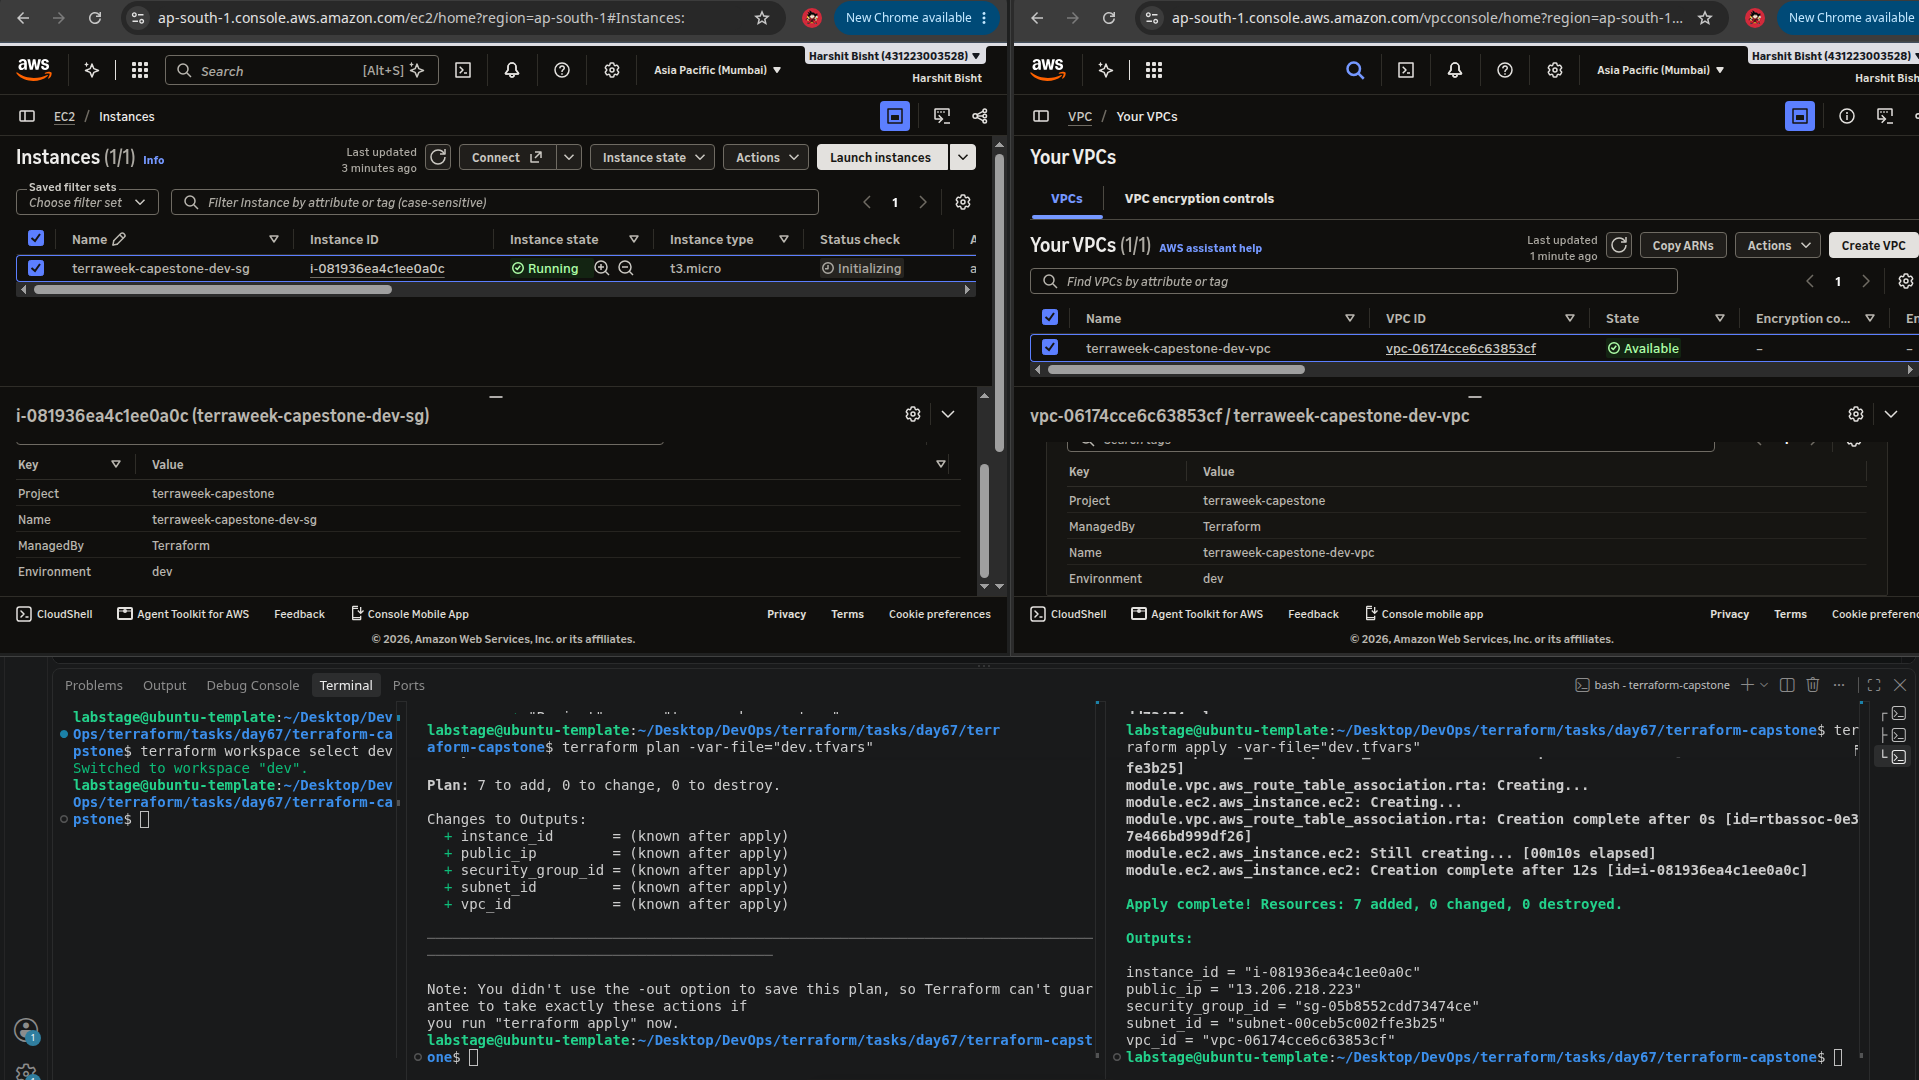 ap-south-1.console.aws.amazon.com/ec2/home?region=ap-south-1#Instances:
New Chrome available
aws
Search
[Alt+S]
Asia Pacific (Mumbai)
Harshit Bisht (431223003528)
Harshit Bisht
EC2 / Instances
Instances (1/1) Info
Last updated
3 minutes ago
Connect
Instance state
Actions
Launch instances
Saved filter sets
Choose filter set
Filter Instance by attribute or tag (case-sensitive)
1
Name
Instance ID
Instance state
Instance type
Status check
A
terraweek-capestone-dev-sg
i-081936ea4c1ee0a0c
Running
t3.micro
Initializing
a
i-081936ea4c1ee0a0c (terraweek-capestone-dev-sg)
Key Value
Project terraweek-capestone
Name terraweek-capestone-dev-sg
ManagedBy Terraform
Environment dev
CloudShell Agent Toolkit for AWS Feedback Console Mobile App Privacy Terms Cookie preferences
© 2026, Amazon Web Services, Inc. or its affiliates.
ap-south-1.console.aws.amazon.com/vpcconsole/home?region=ap-south-1...
New Chrome available
aws
Asia Pacific (Mumbai)
Harshit Bisht (431223003528)
Harshit Bish
VPC / Your VPCs
Your VPCs
VPCs VPC encryption controls
Your VPCs (1/1) AWS assistant help
Last updated
1 minute ago
Copy ARNs
Actions
Create VPC
Find VPCs by attribute or tag
1
Name
VPC ID
State
Encryption co...
En
terraweek-capestone-dev-vpc
vpc-06174cce6c63853cf
Available
–
–
vpc-06174cce6c63853cf / terraweek-capestone-dev-vpc
Key Value
Project terraweek-capestone
ManagedBy Terraform
Name terraweek-capestone-dev-vpc
Environment dev
CloudShell Agent Toolkit for AWS Feedback Console mobile app Privacy Terms Cookie preferenc
© 2026, Amazon Web Services, Inc. or its affiliates.
Problems Output Debug Console Terminal Ports
bash - terraform-capstone
labstage@ubuntu-template:~/Desktop/Dev
Ops/terraform/tasks/day67/terraform-ca
pstone$ terraform workspace select dev
Switched to workspace "dev".
labstage@ubuntu-template:~/Desktop/Dev
Ops/terraform/tasks/day67/terraform-ca
pstone$
labstage@ubuntu-template:~/Desktop/DevOps/terraform/tasks/day67/terr
aform-capstone$ terraform plan -var-file="dev.tfvars"
Plan: 7 to add, 0 to change, 0 to destroy.
Changes to Outputs:
+ instance_id = (known after apply)
+ public_ip = (known after apply)
+ security_group_id = (known after apply)
+ subnet_id = (known after apply)
+ vpc_id = (known after apply)
Note: You didn't use the -out option to save this plan, so Terraform can't guar
antee to take exactly these actions if
you run "terraform apply" now.
labstage@ubuntu-template:~/Desktop/DevOps/terraform/tasks/day67/terraform-capst
one$
labstage@ubuntu-template:~/Desktop/DevOps/terraform/tasks/day67/terraform-capstone$ ter
raform apply -var-file="dev.tfvars"
fe3b25]
module.vpc.aws_route_table_association.rta: Creating...
module.ec2.aws_instance.ec2: Creating...
module.vpc.aws_route_table_association.rta: Creation complete after 0s [id=rtbassoc-0e3
7e466bd999df26]
module.ec2.aws_instance.ec2: Still creating... [00m10s elapsed]
module.ec2.aws_instance.ec2: Creation complete after 12s [id=i-081936ea4c1ee0a0c]
Apply complete! Resources: 7 added, 0 changed, 0 destroyed.
Outputs:
instance_id = "i-081936ea4c1ee0a0c"
public_ip = "13.206.218.223"
security_group_id = "sg-05b8552cdd73474ce"
subnet_id = "subnet-00ceb5c002ffe3b25"
vpc_id = "vpc-06174cce6c63853cf"
labstage@ubuntu-template:~/Desktop/DevOps/terraform/tasks/day67/terraform-capstone$
1